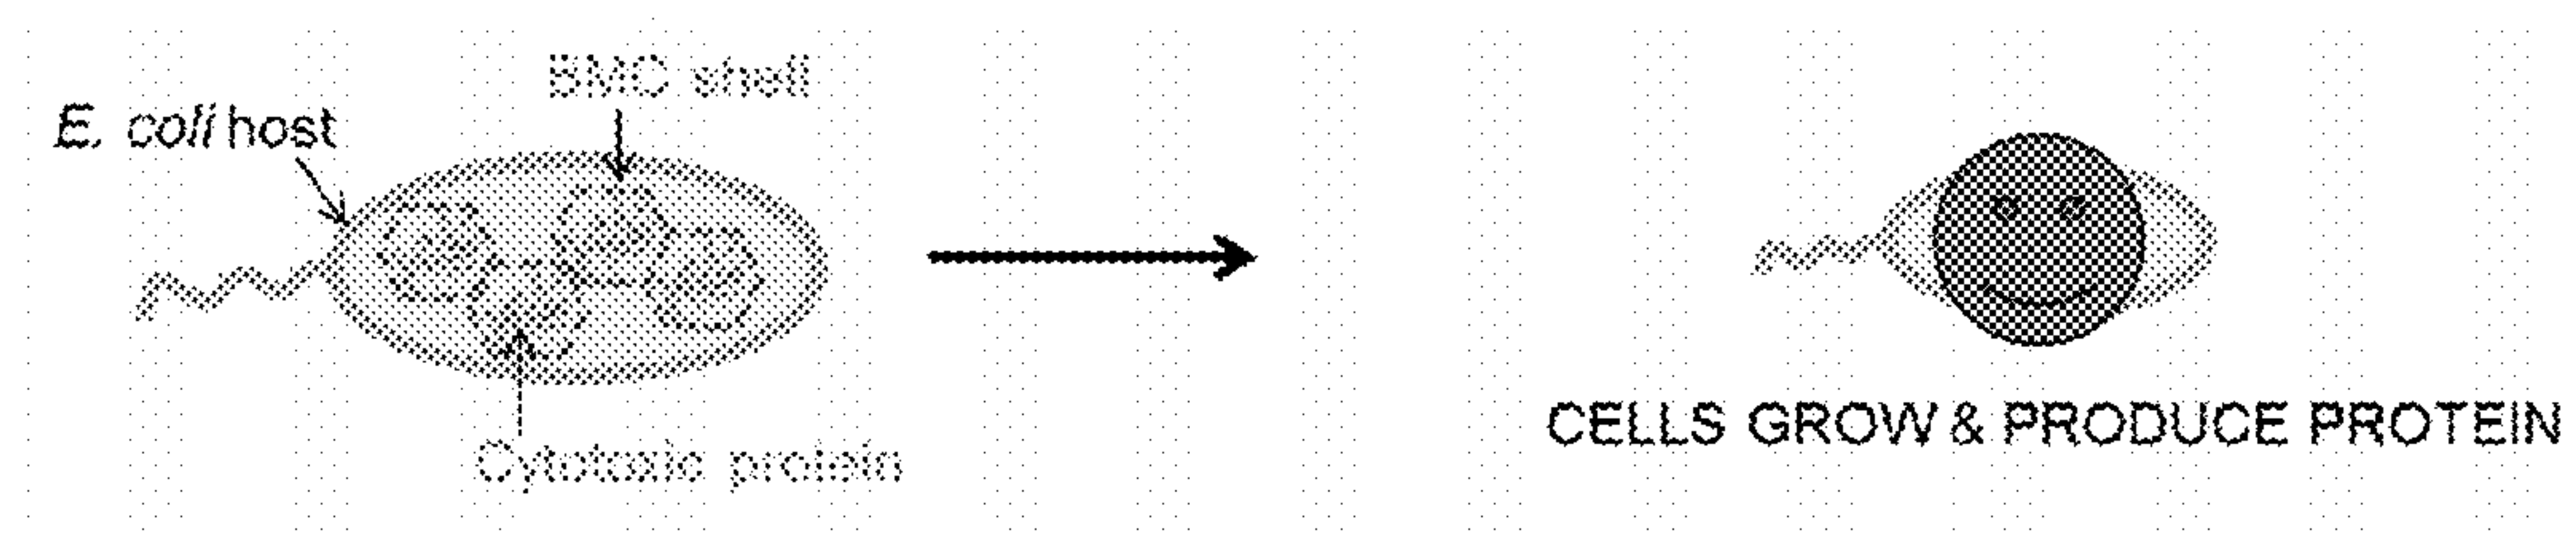 BMC shell
E. coli host
Cytotoxic protein
CELLS GROW & PRODUCE PROTEIN